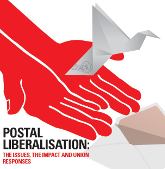 POSTAL
LIBERALISATION:
THE ISSUES, THE IMPACT AND UNION
RESPONSES